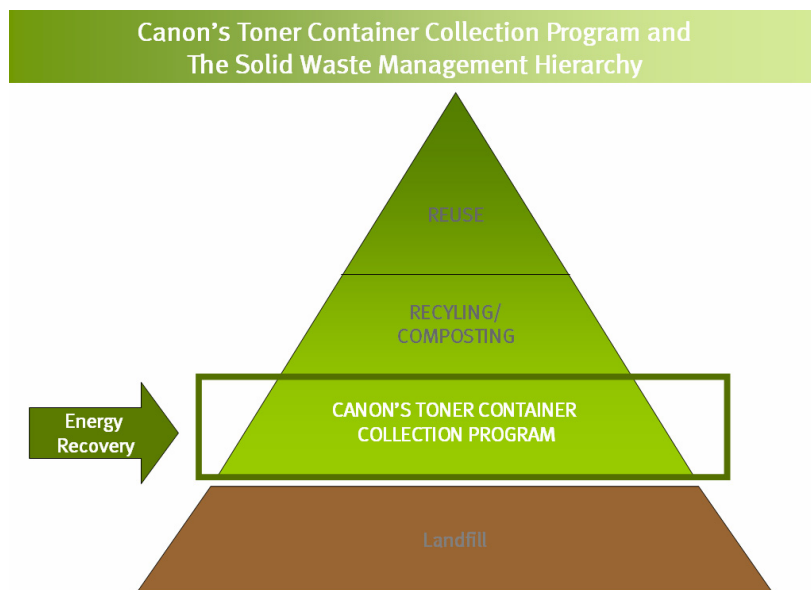 Canon's Toner Container Collection Program and
The Solid Waste Management Hierarchy
REUSE
RECYLING/
COMPOSTING
Energy
Recovery
CANON'S TONER CONTAINER
COLLECTION PROGRAM
Landfill